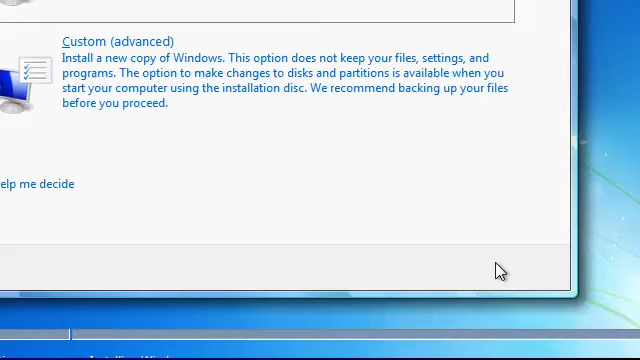 Custom (advanced)
Install a new copy of Windows. This option does not keep your files, settings, and
programs. The option to make changes to disks and partitions is available when you
start your computer using the installation disc. We recommend backing up your files
before you proceed.
elp me decide